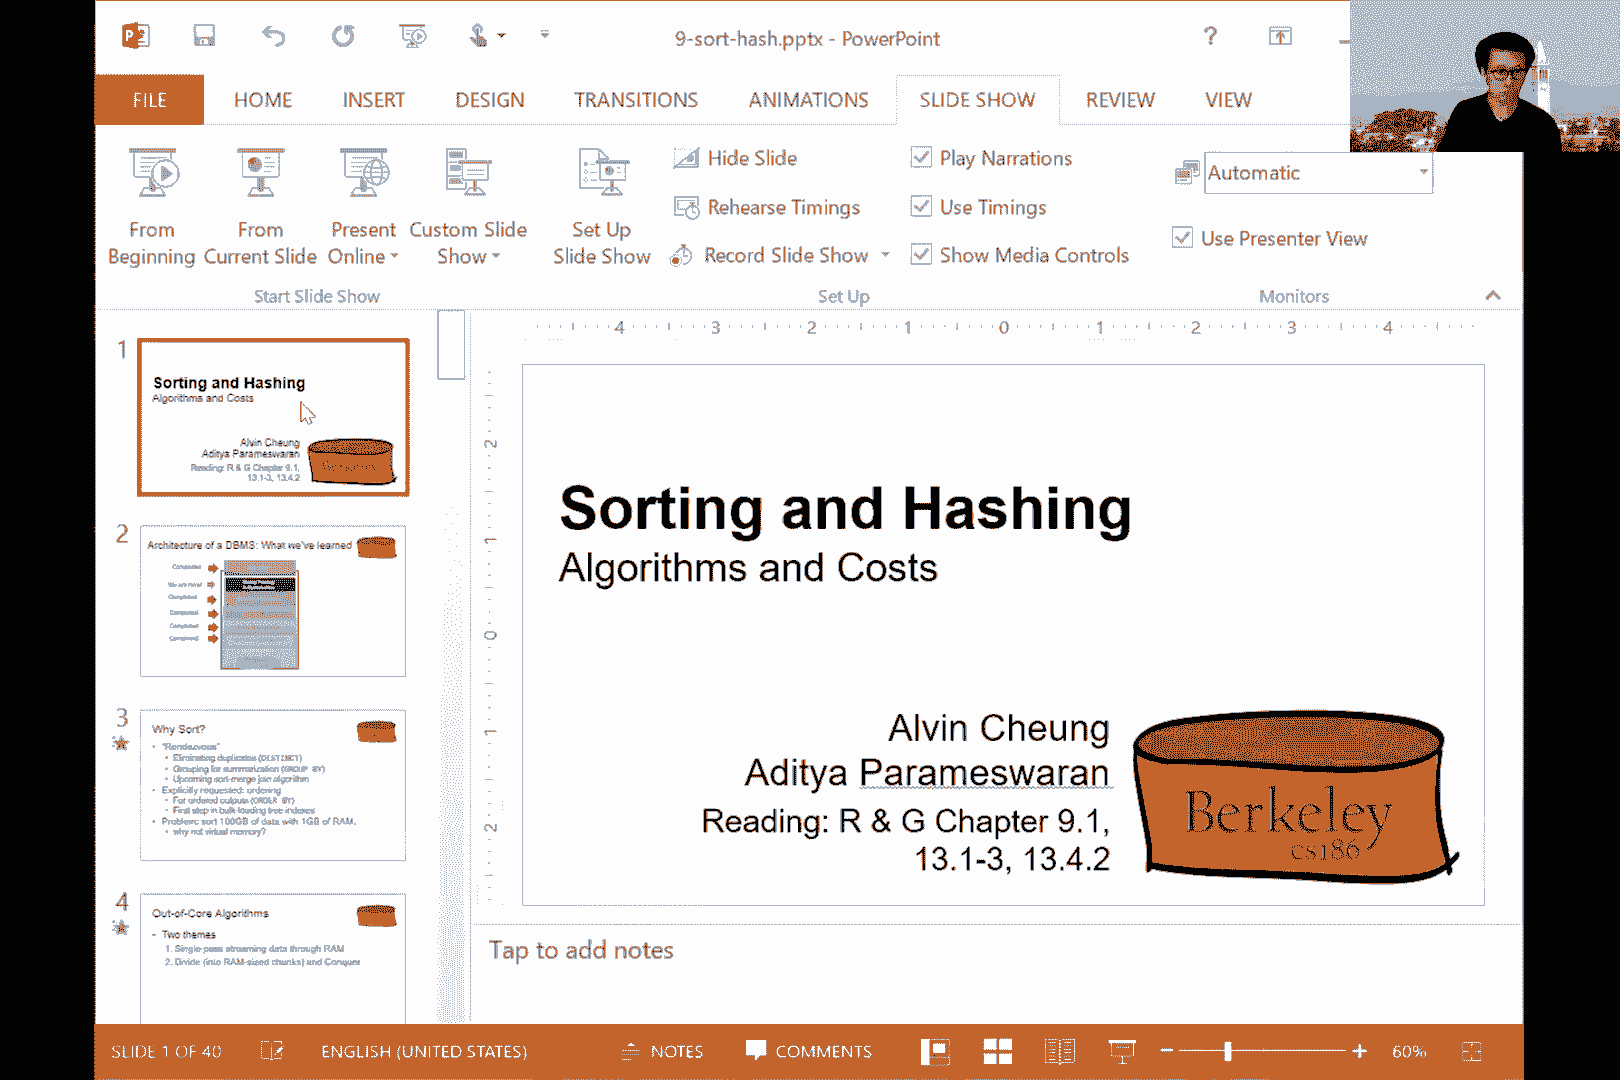 9-sort-hash.pptx - PowerPoint
?
FILE HOME INSERT DESIGN TRANSITIONS ANIMATIONS SLIDE SHOW REVIEW VIEW
From Beginning
From Current Slide
Present Online
Custom Slide Show
Set Up Slide Show
Hide Slide
Rehearse Timings
Record Slide Show
Play Narrations
Use Timings
Show Media Controls
Automatic
Use Presenter View
Start Slide Show
Set Up
Monitors
4 3 2 1 0 1 2 3 4
2
1
0
1
2
1
Sorting and Hashing
Algorithms and Costs
Alvin Cheung
Aditya Parameswaran
Reading: R & G Chapter 9.1,
13.1-3, 13.4.2
2
Architecture of a DBMS: What we've learned
Completed
We are here!
Completed
Completed
Completed
Completed
3
Why Sort?
"Rendezvous"
Eliminating duplicates (DISTINCT)
Grouping for summarization (GROUP BY)
Upcoming sort-merge join algorithm
Explicitly requested: ordering
For ordered outputs (ORDER BY)
First step in bulk-loading tree indexes
Problem: sort 100GB of data with 1GB of RAM.
why not virtual memory?
4
Out-of-Core Algorithms
Two themes
1. Single-pass streaming data through RAM
2. Divide (into RAM-sized chunks) and Conquer
Sorting and Hashing
Algorithms and Costs
Alvin Cheung
Aditya Parameswaran
Reading: R & G Chapter 9.1,
13.1-3, 13.4.2
Berkeley
cs186
Tap to add notes
SLIDE 1 OF 40 ENGLISH (UNITED STATES) NOTES COMMENTS 60%